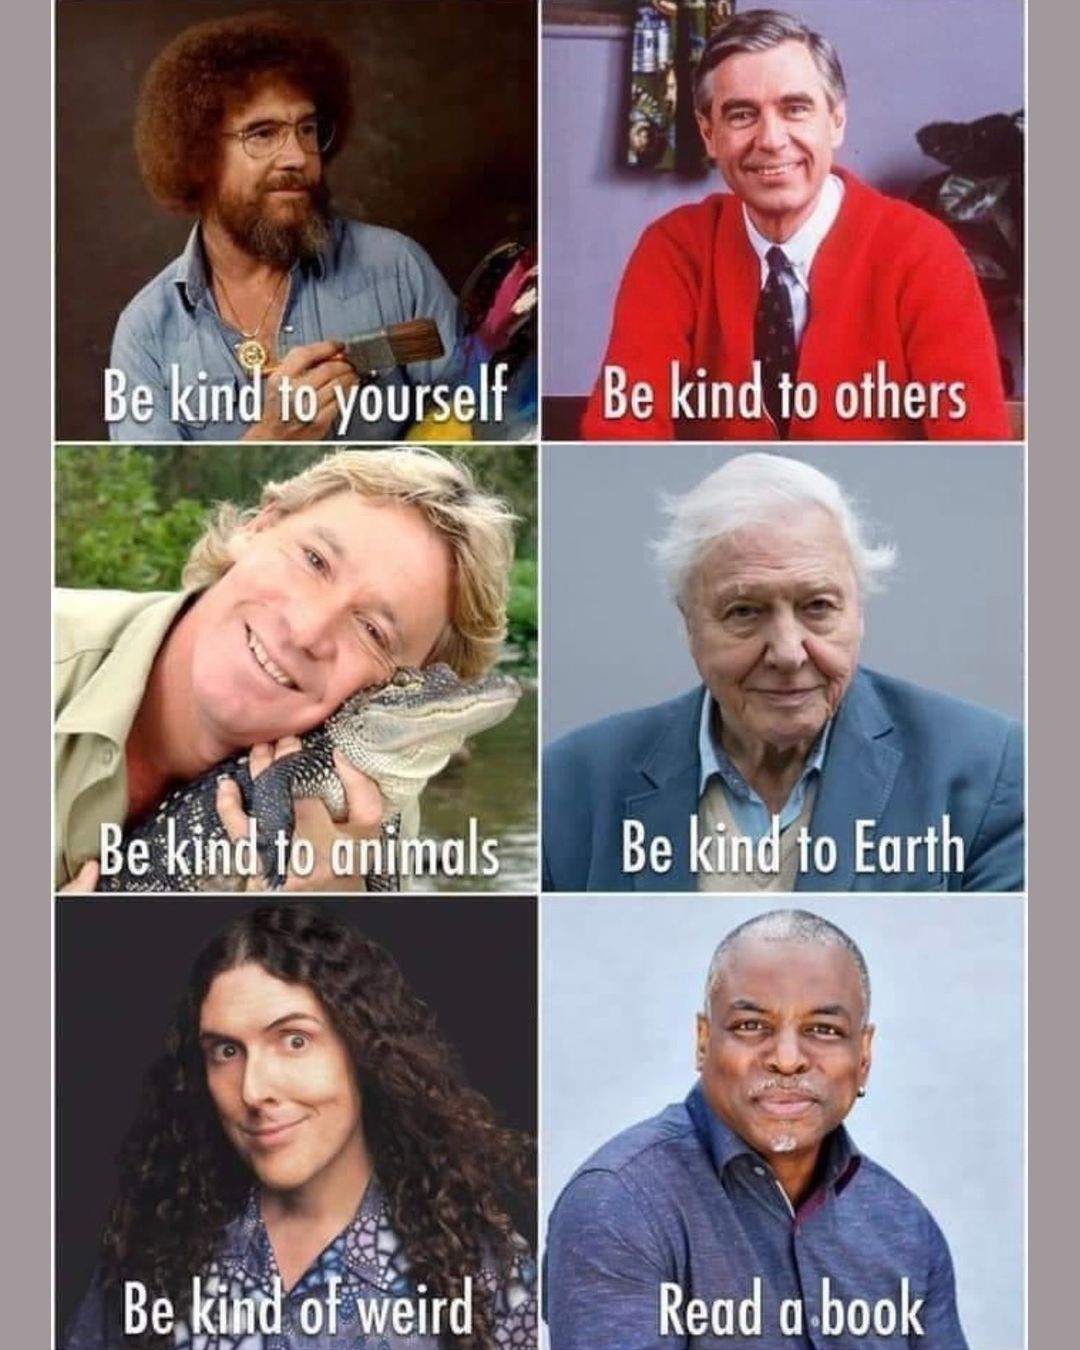 Be kind to yourself
Be kind to others
Be kind to animals
Be kind to Earth
Be kind of weird
Read a book